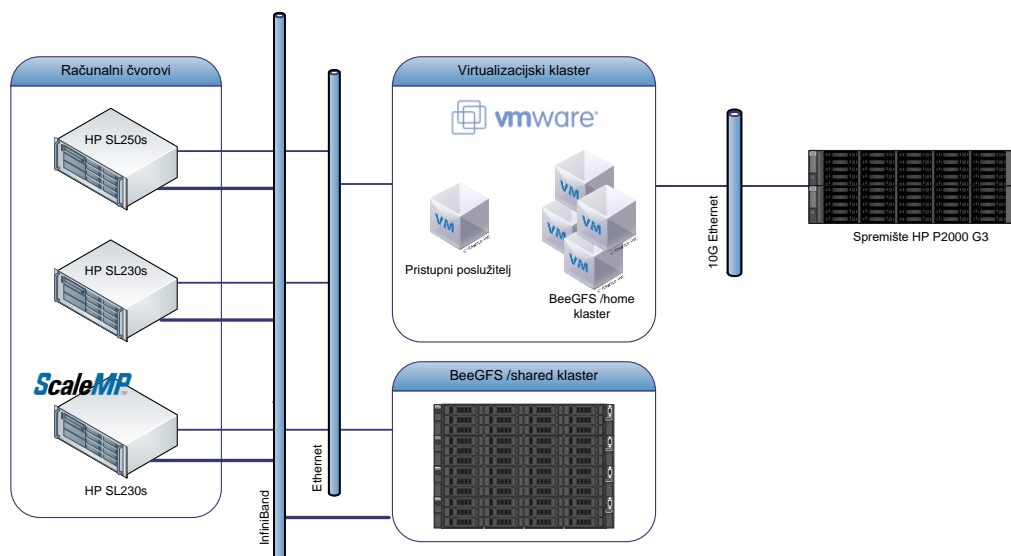 Računalni čvorovi
HP SL250s
HP SL230s
ScaleMP™
HP SL230s
InfiniBand
Ethernet
Virtualizacijski klaster
vmware®
VM
Pristupni poslužitelj
VM
VM
VM
VM
BeeGFS /home
klaster
BeeGFS /shared klaster
10G Ethernet
Spremište HP P2000 G3